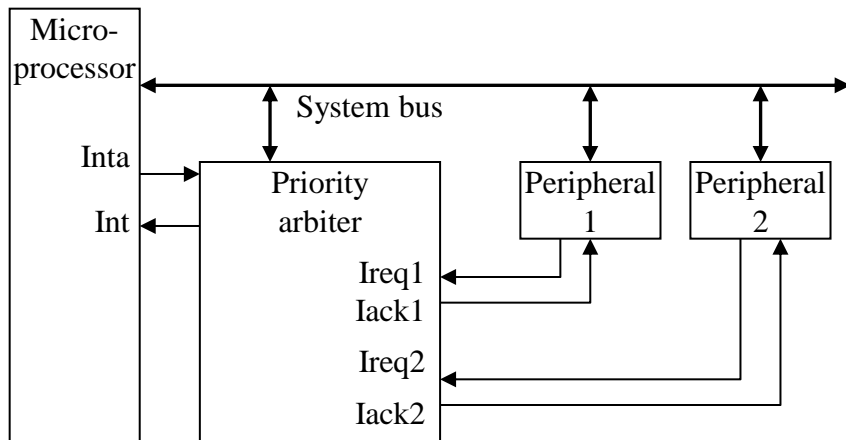 Micro-
processor
System bus
Inta
Int
Priority
arbiter
Peripheral
1
Peripheral
2
Ireq1
Iack1
Ireq2
Iack2